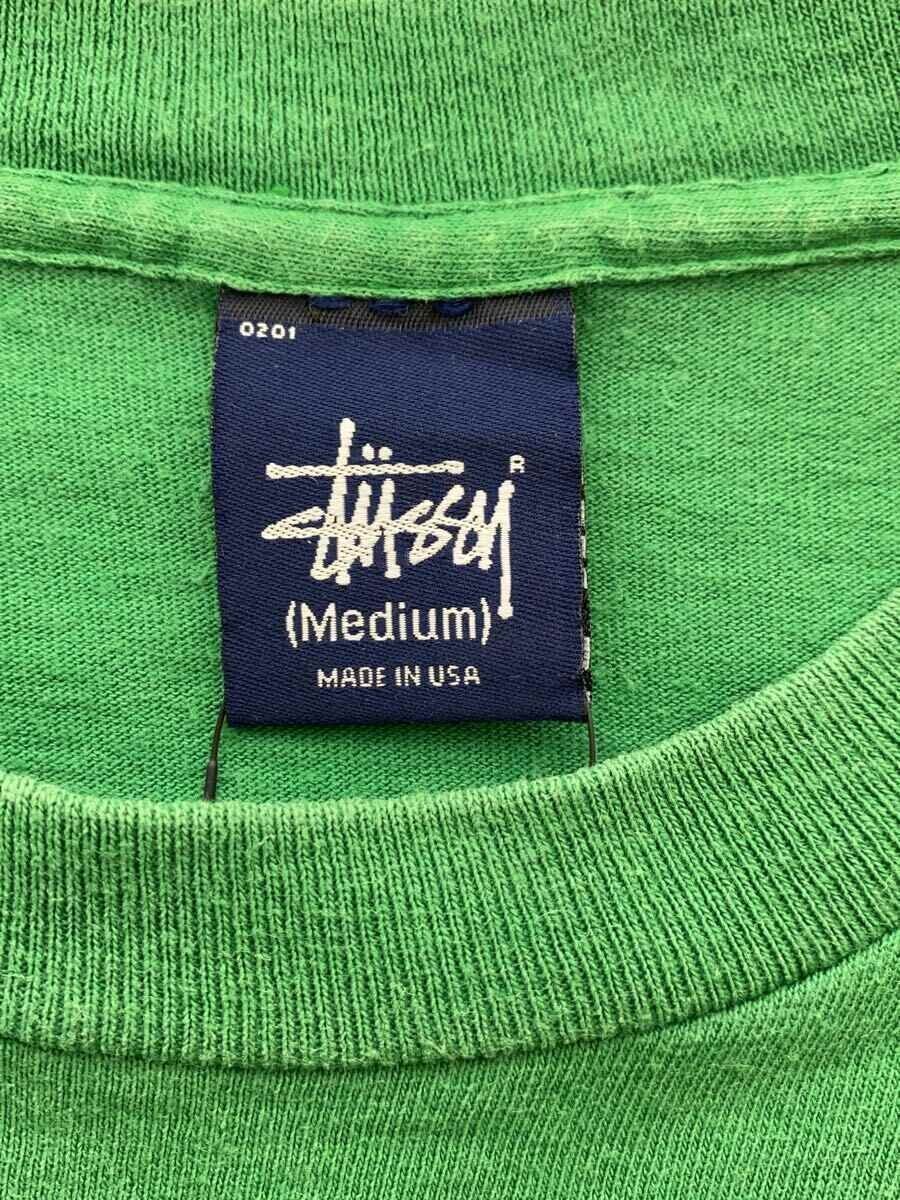 0201
Stüssy
R
(Medium)
MADE IN USA